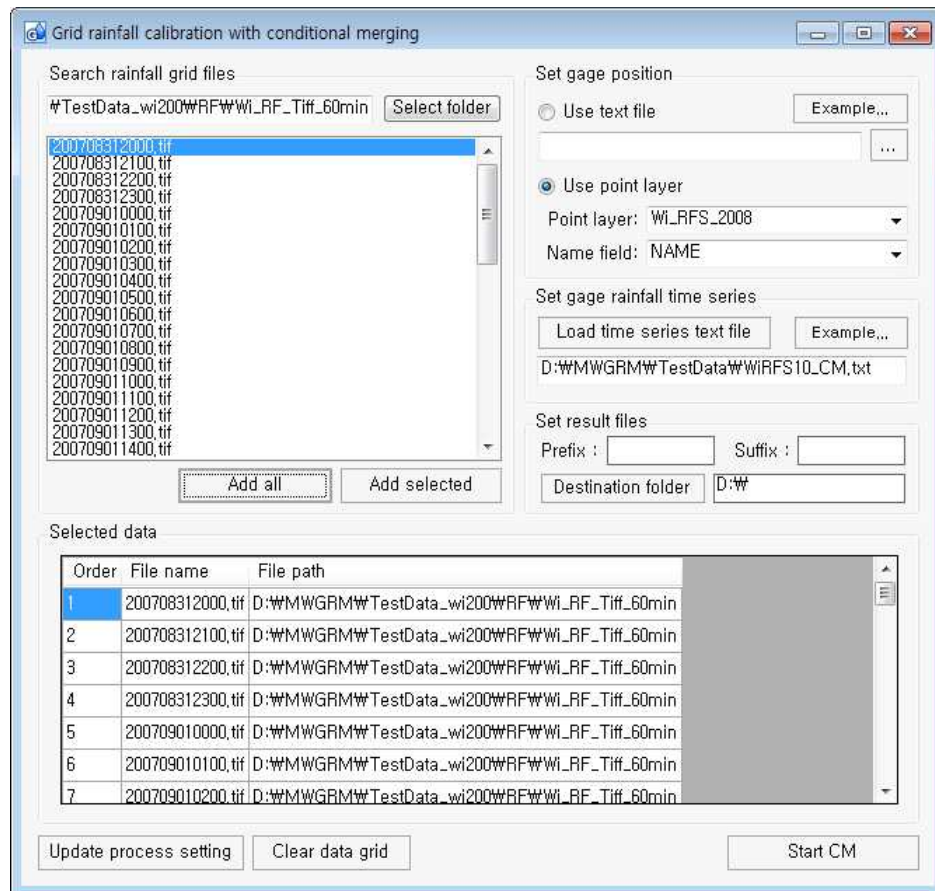 Grid rainfall calibration with conditional merging
Search rainfall grid files
₩TestData_wi200₩RF₩Wi_RF_Tiff_60min
Select folder
200708312000,tif
200708312100,tif
200708312200,tif
200708312300,tif
200709010000,tif
200709010100,tif
200709010200,tif
200709010300,tif
200709010400,tif
200709010500,tif
200709010600,tif
200709010700,tif
200709010800,tif
200709010900,tif
200709011000,tif
200709011100,tif
200709011200,tif
200709011300,tif
200709011400,tif
Add all
Add selected
Set gage position
Use text file
Example,,,
...
Use point layer
Point layer: Wi_RFS_2008
Name field: NAME
Set gage rainfall time series
Load time series text file
Example,,,
D:₩MWGRM₩TestData₩WiRFS10_CM,txt
Set result files
Prefix :
Suffix :
Destination folder
D:₩
Selected data
Order File name File path
1 200708312000,tif D:₩MWGRM₩TestData_wi200₩RF₩Wi_RF_Tiff_60min
2 200708312100,tif D:₩MWGRM₩TestData_wi200₩RF₩Wi_RF_Tiff_60min
3 200708312200,tif D:₩MWGRM₩TestData_wi200₩RF₩Wi_RF_Tiff_60min
4 200708312300,tif D:₩MWGRM₩TestData_wi200₩RF₩Wi_RF_Tiff_60min
5 200709010000,tif D:₩MWGRM₩TestData_wi200₩RF₩Wi_RF_Tiff_60min
6 200709010100,tif D:₩MWGRM₩TestData_wi200₩RF₩Wi_RF_Tiff_60min
7 200709010200,tif D:₩MWGRM₩TestData_wi200₩RF₩Wi_RF_Tiff_60min
Update process setting
Clear data grid
Start CM